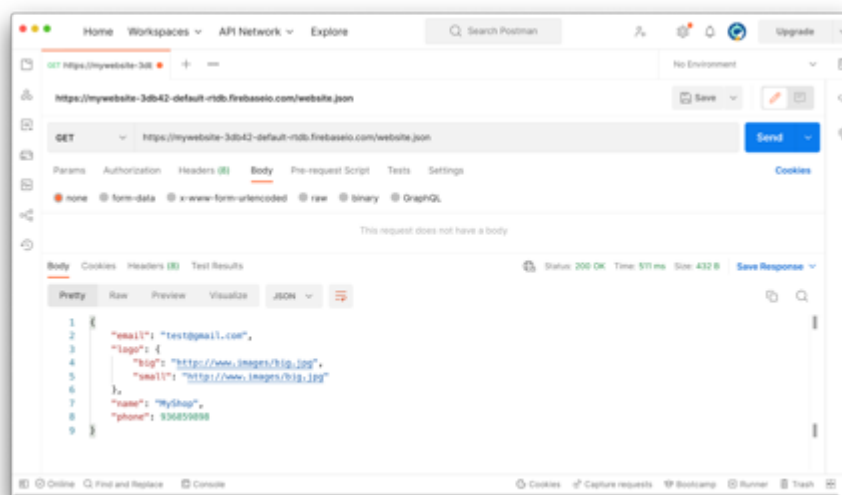 Home Workspaces API Network Explore Search Postman Upgrade
GET https://mywebsite-3db No Environment
https://mywebsite-3db42-default-rtdb.firebaseio.com/website.json Save
GET https://mywebsite-3db42-default-rtdb.firebaseio.com/website.json Send
Params Authorization Headers (8) Body Pre-request Script Tests Settings Cookies
none form-data x-www-form-urlencoded raw binary GraphQL
This request does not have a body
Body Cookies Headers (8) Test Results Status: 200 OK Time: 511 ms Size: 432 B Save Response
Pretty Raw Preview Visualize JSON
1 {
2 "email": "test@gmail.com",
3 "logo": {
4 "big": "http://www.images/big.jpg",
5 "small": "http://www.images/big.jpg"
6 },
7 "name": "MyShop",
8 "phone": 936859898
9 }
Online Find and Replace Console Cookies Capture requests Bootcamp Runner Trash